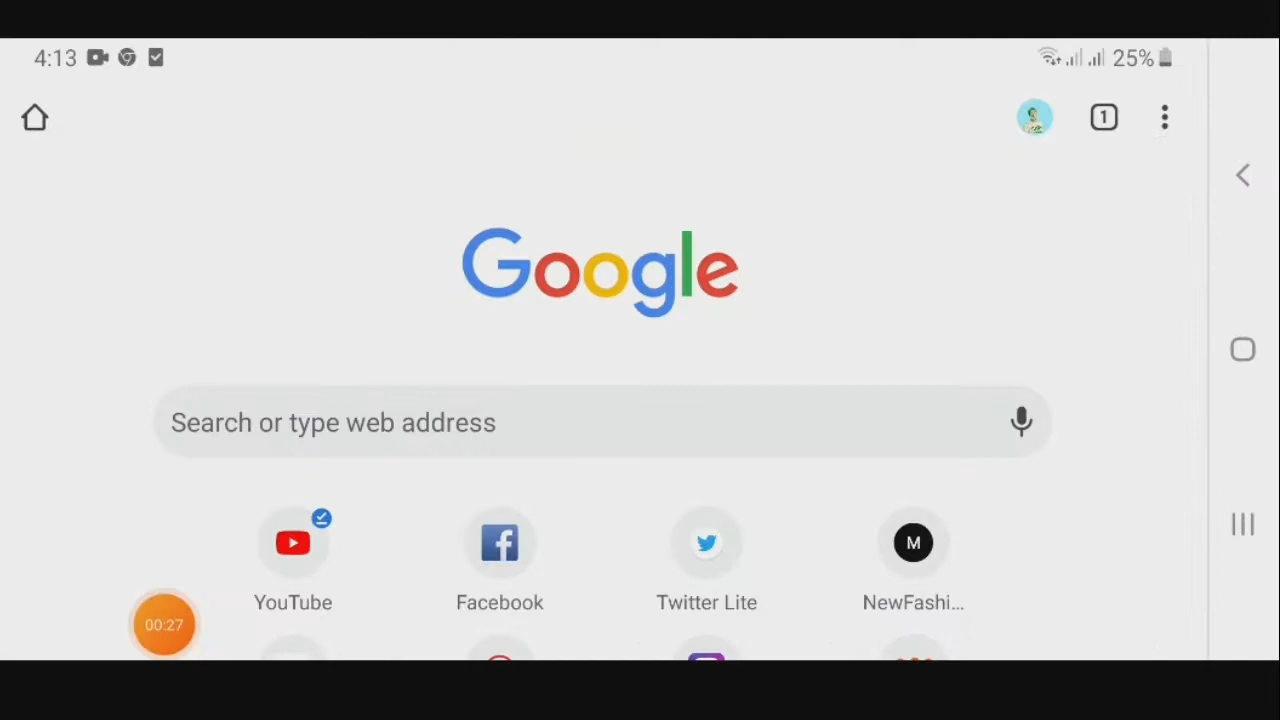 4:13
25%
1
Google
Search or type web address
M
YouTube
Facebook
Twitter Lite
NewFashi...
00:27